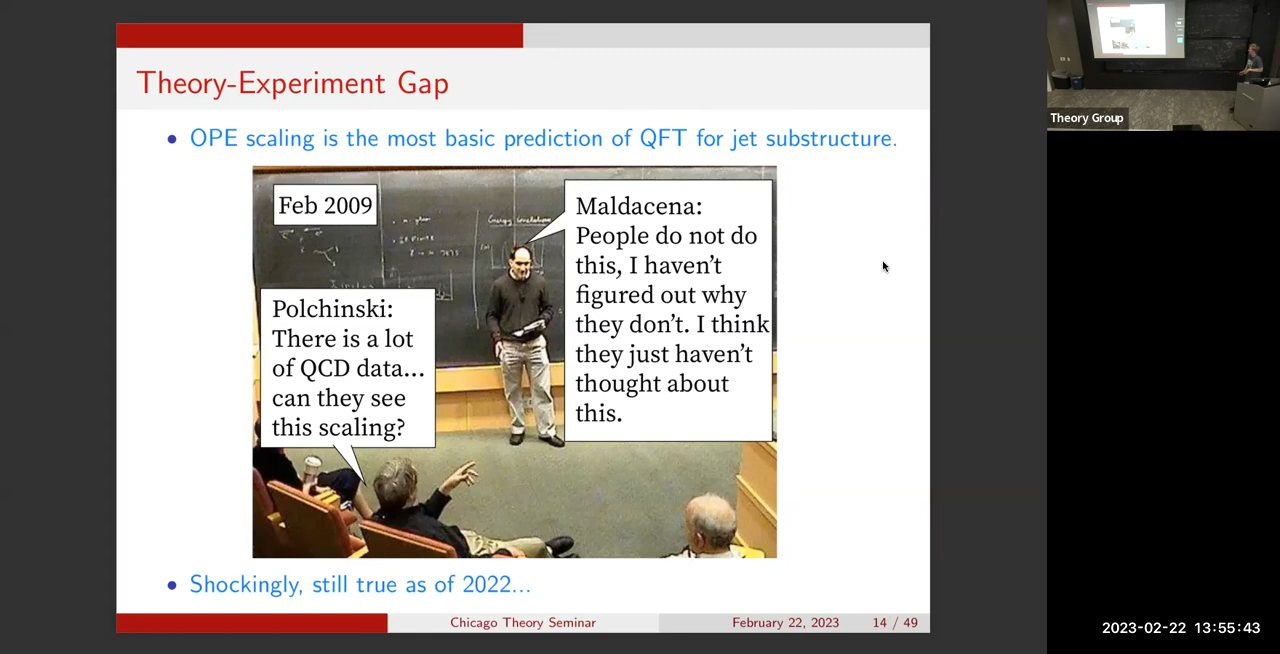 Theory-Experiment Gap
• OPE scaling is the most basic prediction of QFT for jet substructure.
Feb 2009
Maldacena:
People do not do
this, I haven’t
figured out why
they don’t. I think
they just haven’t
thought about
this.
Polchinski:
There is a lot
of QCD data...
can they see
this scaling?
• Shockingly, still true as of 2022...
Chicago Theory Seminar
February 22, 2023
14 / 49
Theory Group
2023-02-22 13:55:43